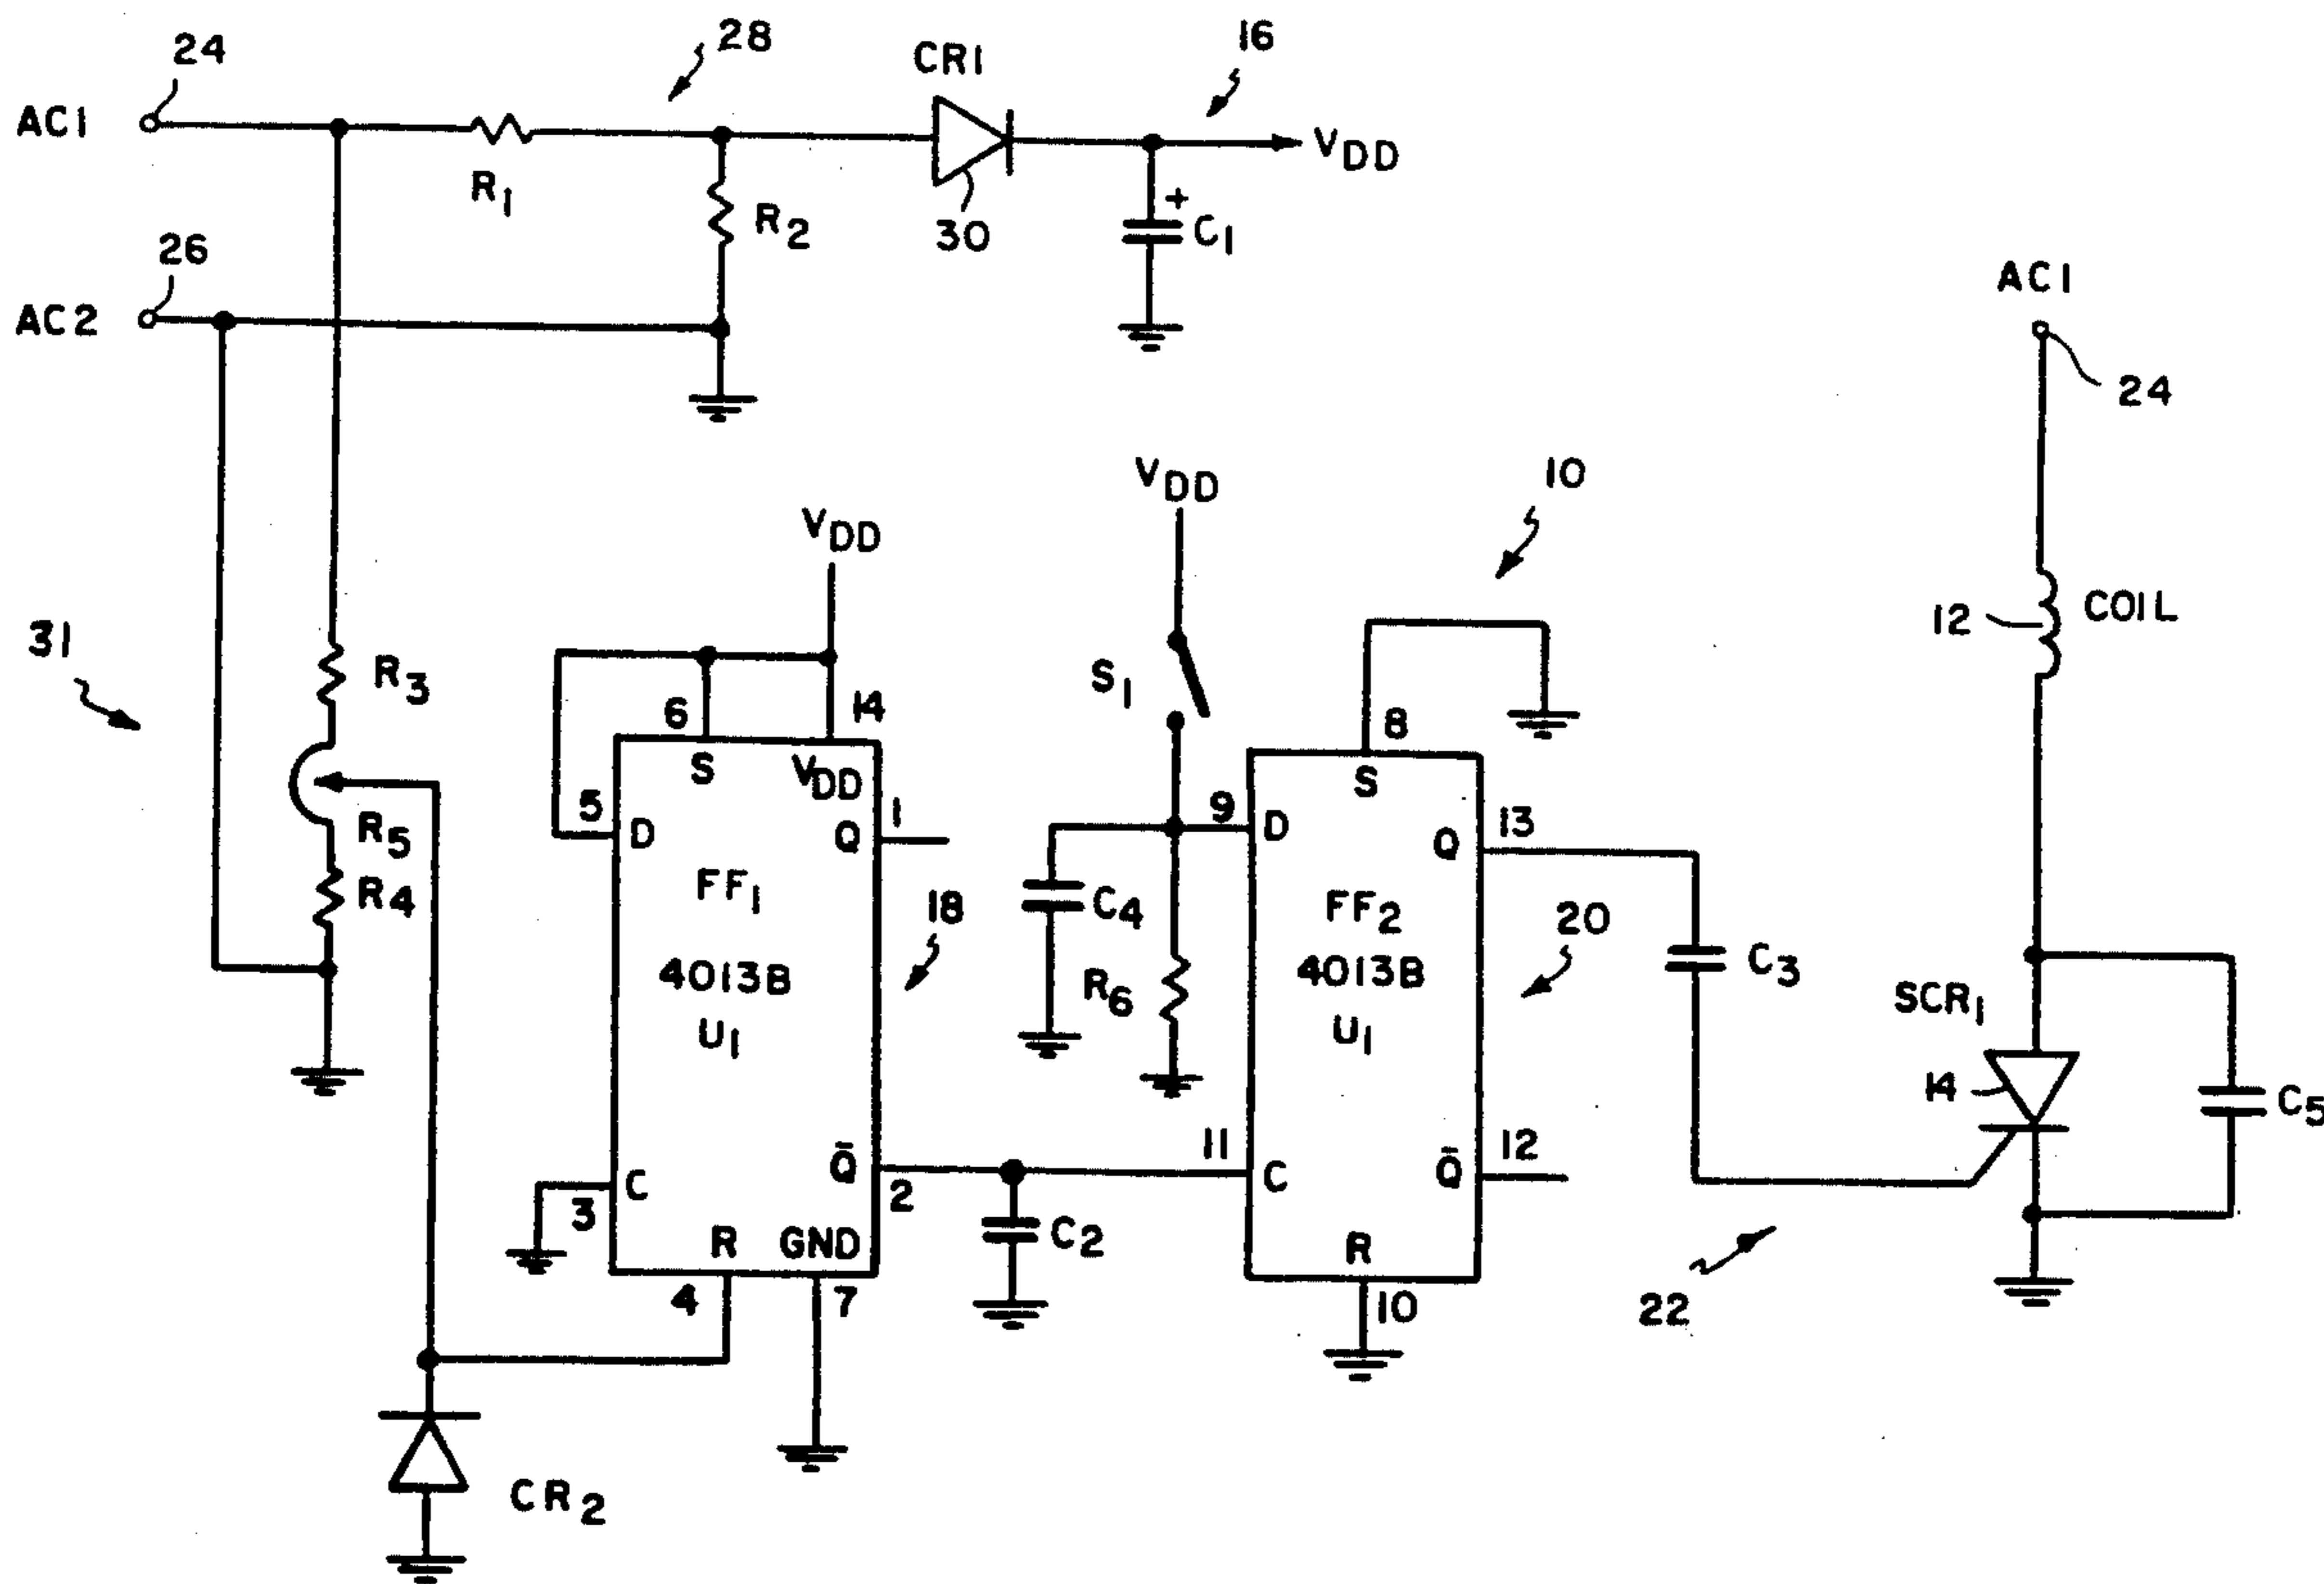 24
28
CR1
16
AC1
R1
VDD
R2
30
+
C1
26
AC2
AC1
24
VDD
10
VDD
31
R3
S1
12
COIL
6
14
8
S
VDD
S
5
D
1
Q
9
D
13
Q
R5
R4
FF1
4013B
U1
18
C4
R6
FF2
4013B
U1
20
C3
SCR1
14
C5
C
3
Q̄
2
11
C
Q̄
12
R
GND
C2
R
4
7
10
22
CR2